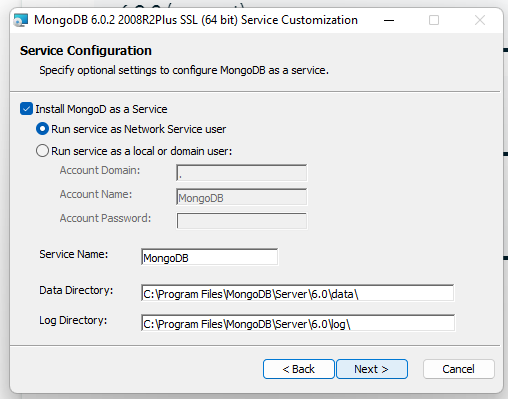 MongoDB 6.0.2 2008R2Plus SSL (64 bit) Service Customization
Service Configuration
Specify optional settings to configure MongoDB as a service.
Install MongoD as a Service
Run service as Network Service user
Run service as a local or domain user:
Account Domain: .
Account Name: MongoDB
Account Password:
Service Name: MongoDB
Data Directory: C:\Program Files\MongoDB\Server\6.0\data\
Log Directory: C:\Program Files\MongoDB\Server\6.0\log\
< Back Next > Cancel